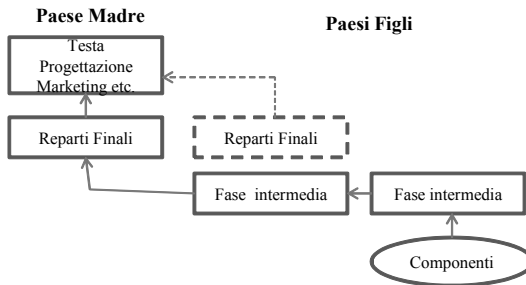 Paese Madre
Paesi Figli
Testa
Progettazione
Marketing etc.
Reparti Finali
Reparti Finali
Fase intermedia
Fase intermedia
Componenti